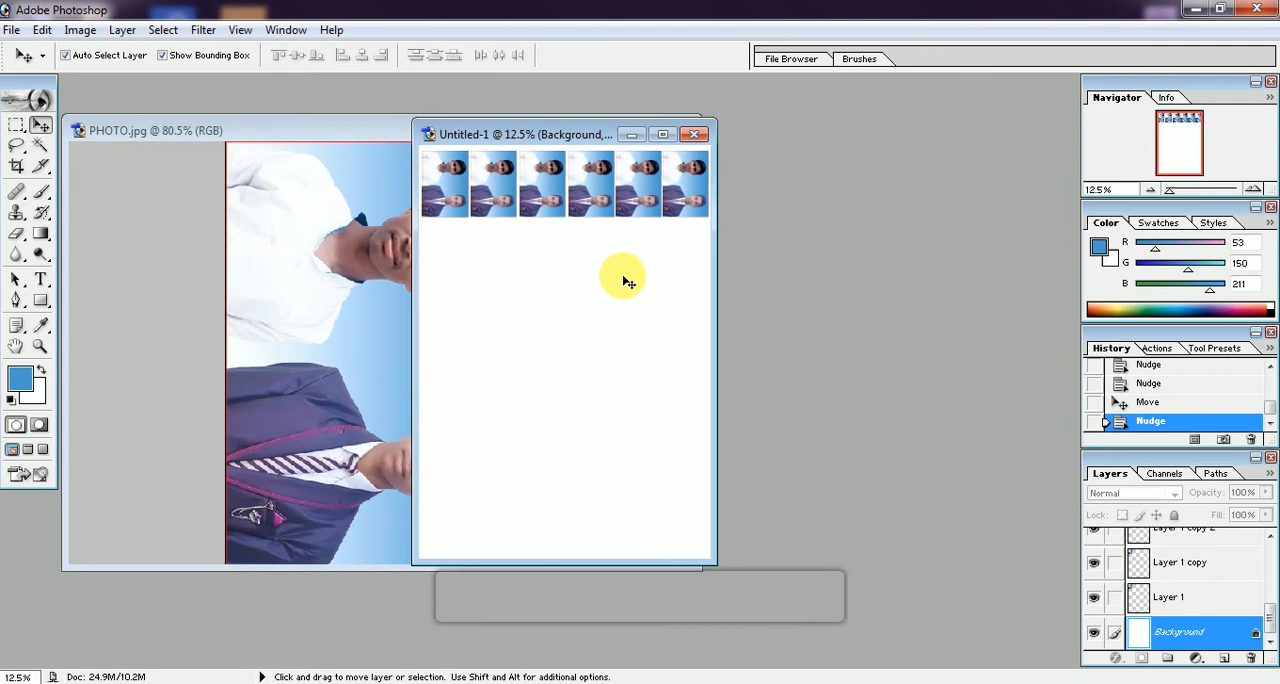 Adobe Photoshop
File Edit Image Layer Select Filter View Window Help
Auto Select Layer Show Bounding Box File Browser Brushes
PHOTO.jpg @ 80.5% (RGB)
Untitled-1 @ 12.5% (Background,...
Navigator Info
12.5%
Color Swatches Styles
R 53
G 150
B 211
History Actions Tool Presets
Nudge
Nudge
Move
Nudge
Layers Channels Paths
Normal Opacity: 100%
Lock: Fill: 100%
Layer 1 copy 2
Layer 1 copy
Layer 1
Background
12.5% Doc: 24.9M/10.2M Click and drag to move layer or selection. Use Shift and Alt for additional options.